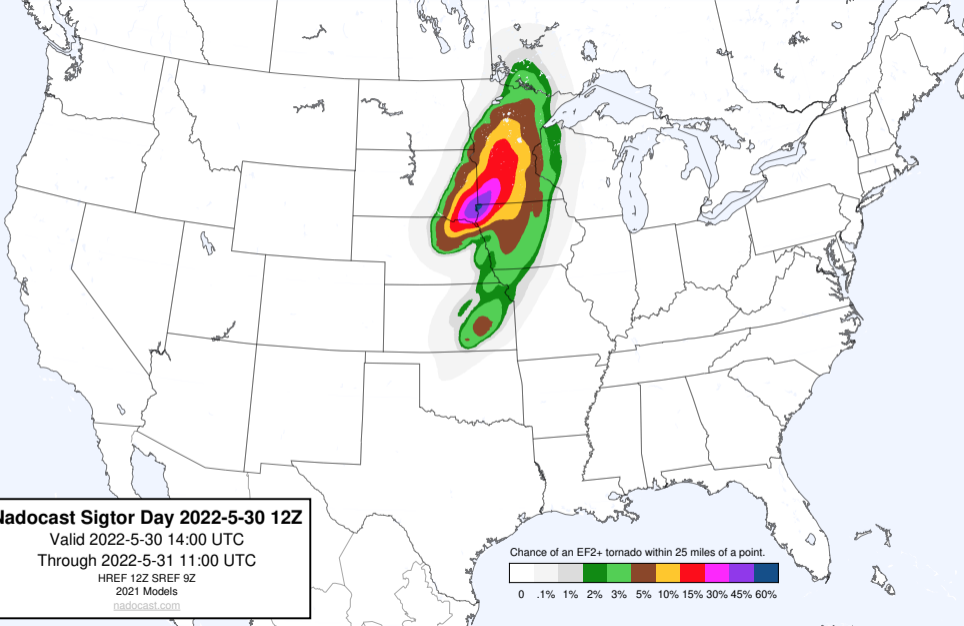 Nadocast Sigtor Day 2022-5-30 12Z
Valid 2022-5-30 14:00 UTC
Through 2022-5-31 11:00 UTC
HREF 12Z SREF 9Z
2021 Models
nadocast.com
Chance of an EF2+ tornado within 25 miles of a point.
0 .1% 1% 2% 3% 5% 10% 15% 30% 45% 60%